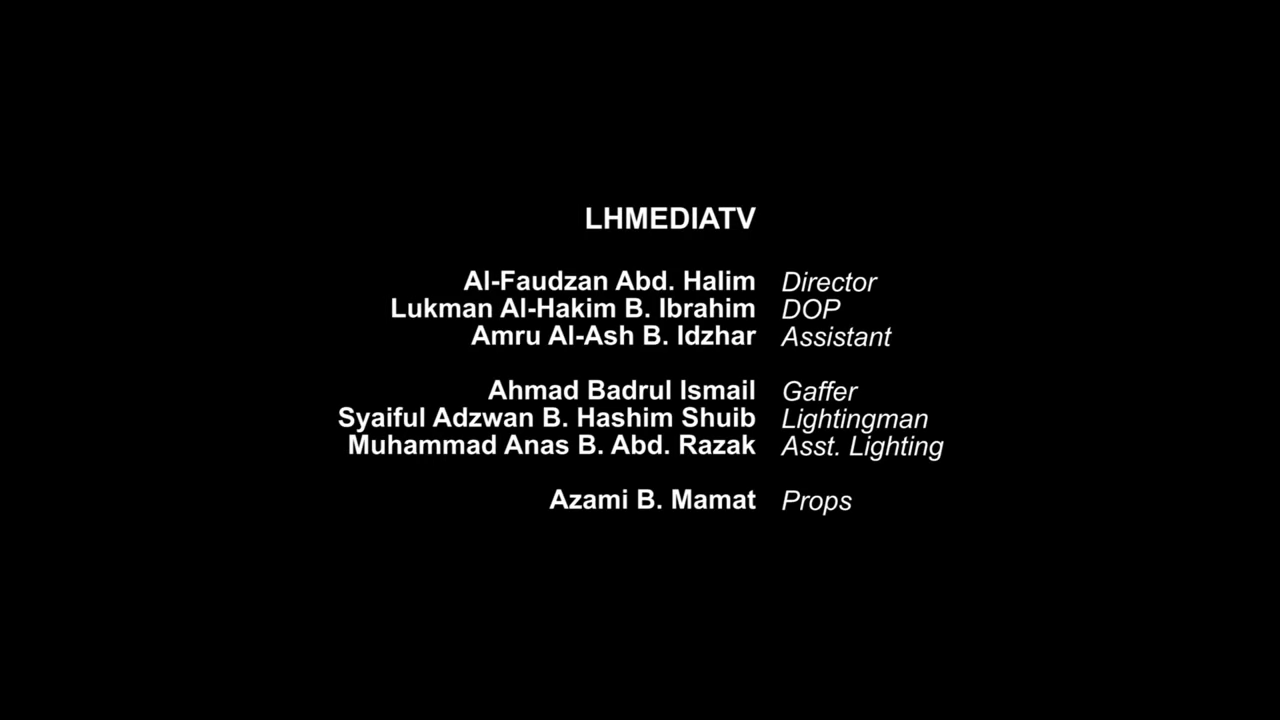 LHMEDIATV
Al-Faudzan Abd. Halim Director
Lukman Al-Hakim B. Ibrahim DOP
Amru Al-Ash B. Idzhar Assistant
Ahmad Badrul Ismail Gaffer
Syaiful Adzwan B. Hashim Shuib Lightingman
Muhammad Anas B. Abd. Razak Asst. Lighting
Azami B. Mamat Props